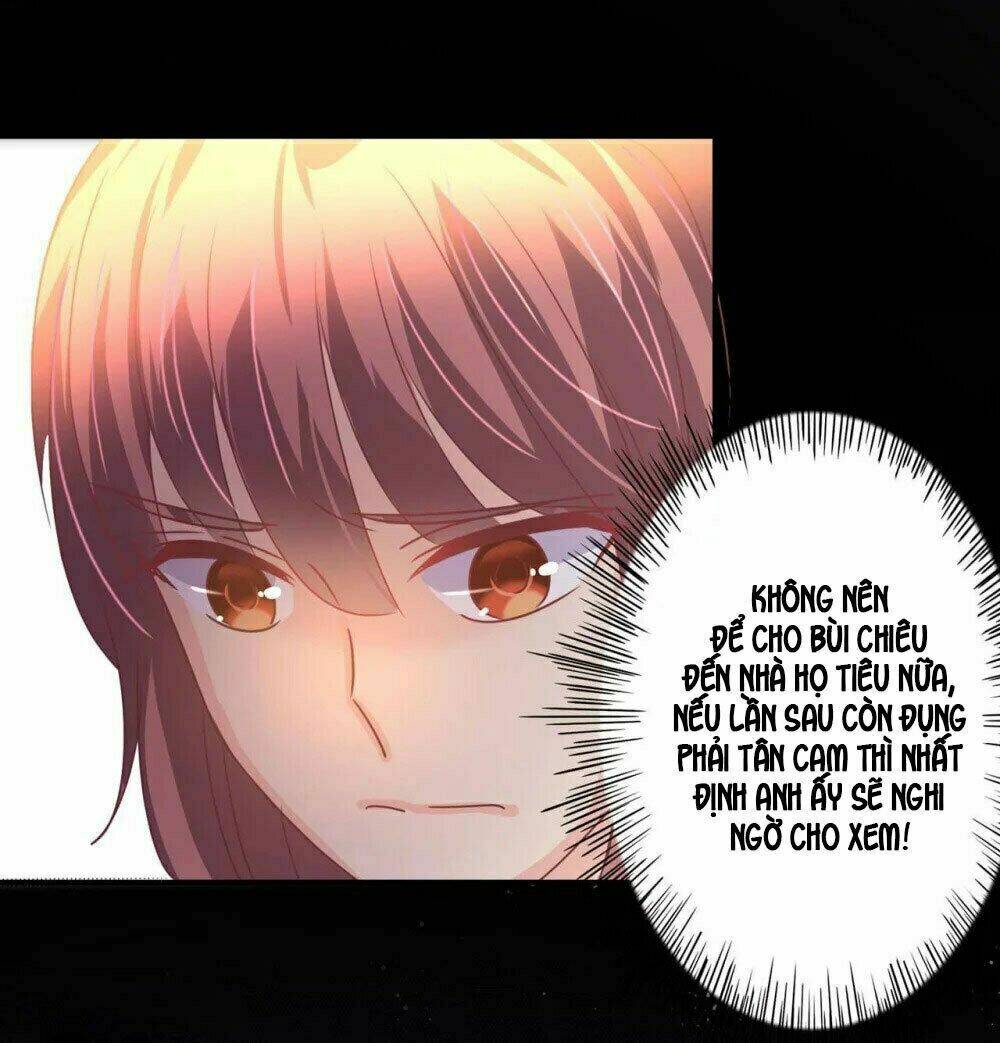 KHÔNG NÊN
ĐỂ CHO BÙI CHIÊU
ĐẾN NHÀ HỌ TIÊU NỮA,
NẾU LẦN SAU CÒN ĐỤNG
PHẢI TÂN CAM THÌ NHẤT
ĐỊNH ANH ẤY SẼ NGHI
NGỜ CHO XEM!